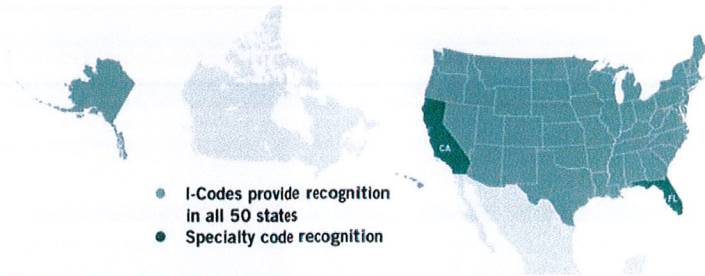 CA
FL
I-Codes provide recognition
in all 50 states
Specialty code recognition